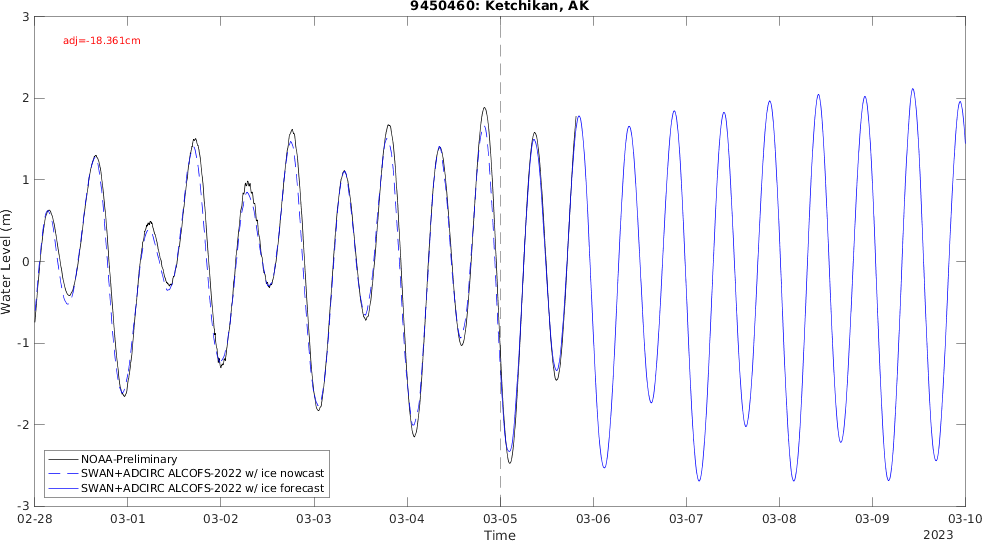 9450460: Ketchikan, AK
adj=-18.361cm
3
2
1
0
-1
-2
-3
Water Level (m)
NOAA-Preliminary
SWAN+ADCIRC ALCOFS-2022 w/ ice nowcast
SWAN+ADCIRC ALCOFS-2022 w/ ice forecast
02-28 03-01 03-02 03-03 03-04 03-05 03-06 03-07 03-08 03-09 03-10
Time
2023